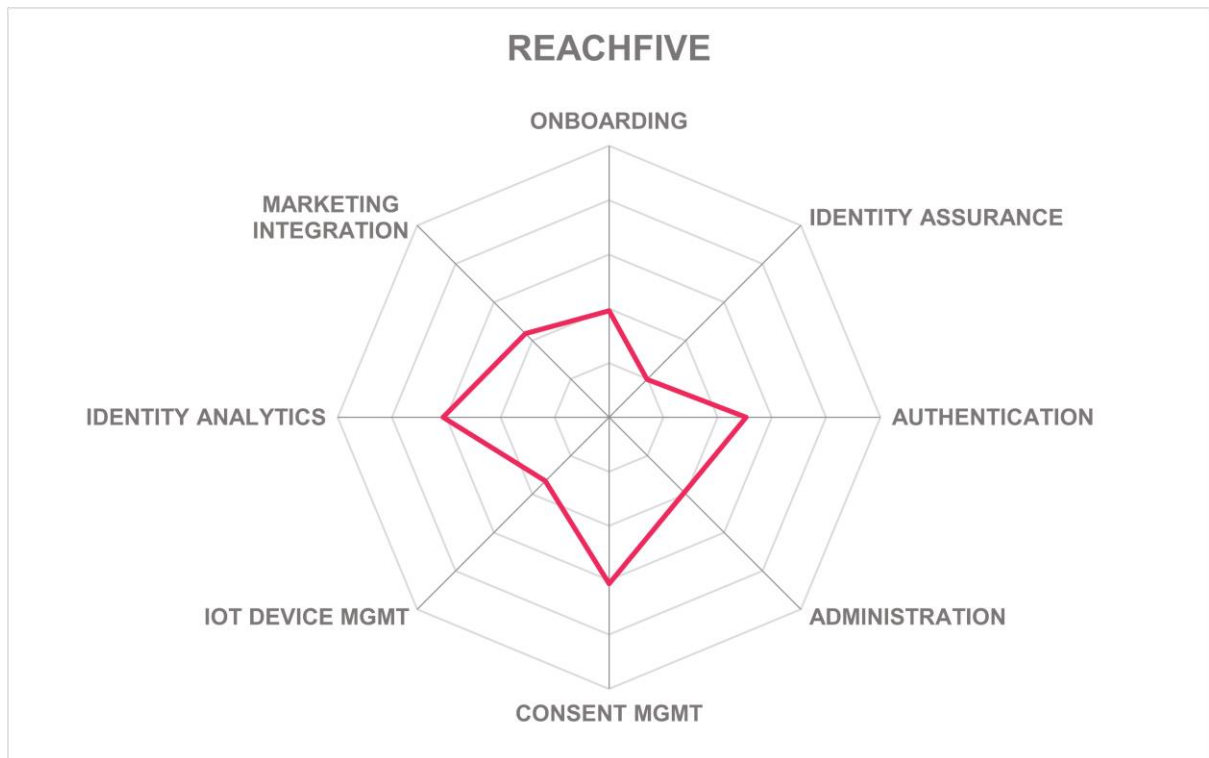 REACHFIVE
ONBOARDING
MARKETING
INTEGRATION
IDENTITY ASSURANCE
IDENTITY ANALYTICS
AUTHENTICATION
IOT DEVICE MGMT
ADMINISTRATION
CONSENT MGMT